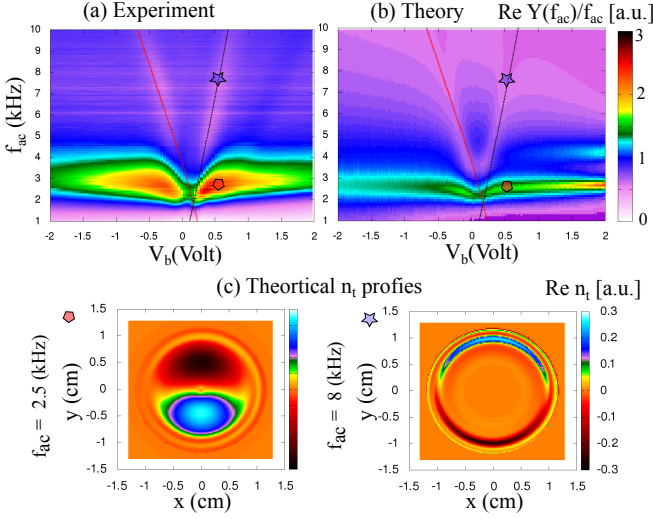 (a) Experiment
(b) Theory
Re Y(f_ac)/f_ac [a.u.]
f_ac (kHz)
10
9
8
7
6
5
4
3
2
1
-2 -1.5 -1 -0.5 0 0.5 1 1.5 2
V_b(Volt)
10
9
8
7
6
5
4
3
2
1
-2 -1.5 -1 -0.5 0 0.5 1 1.5 2
V_b(Volt)
3
2
1
0
(c) Theortical n_t profies
Re n_t [a.u.]
f_ac = 2.5 (kHz)
y (cm)
1.5
1
0.5
0
-0.5
-1
-1.5
-1.5 -1 -0.5 0 0.5 1 1.5
x (cm)
f_ac = 8 (kHz)
y (cm)
1.5
1
0.5
0
-0.5
-1
-1.5
-1.5 -1 -0.5 0 0.5 1 1.5
x (cm)
0.3
0.2
0.1
0
-0.1
-0.2
-0.3